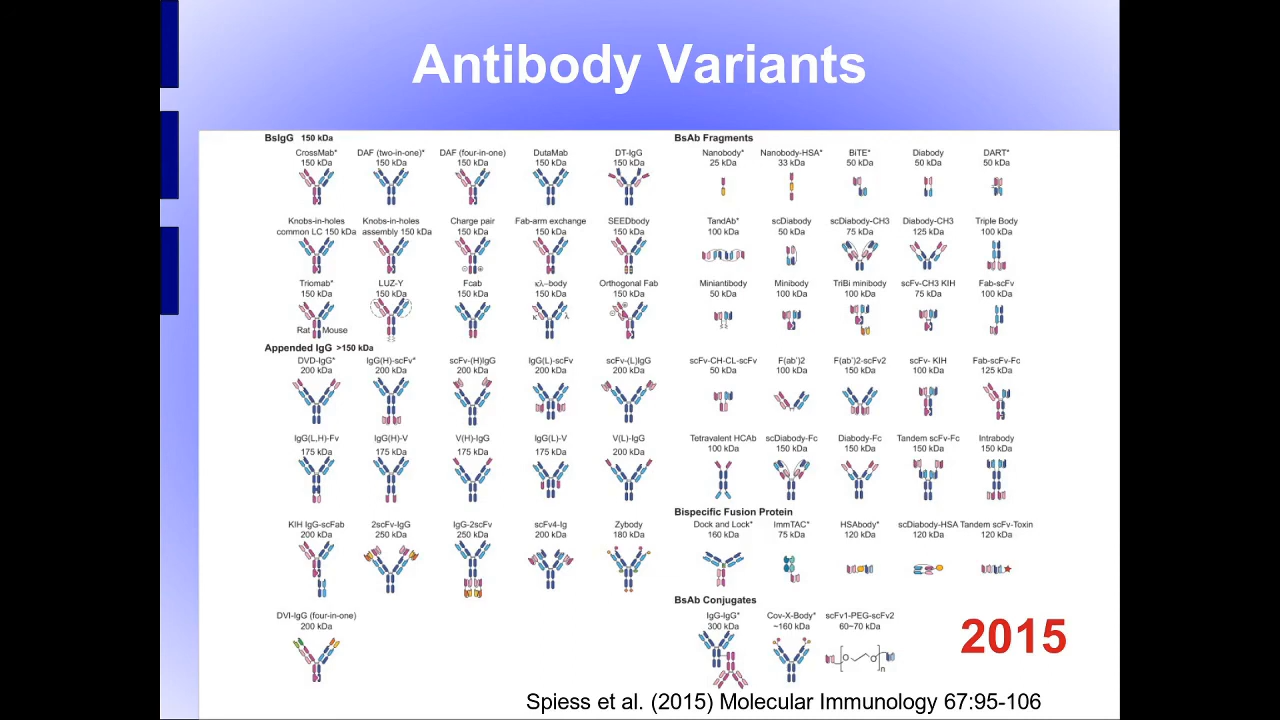 Antibody Variants
BsIgG 150 kDa
CrossMab* DAF (two-in-one)* DAF (four-in-one) DutaMab DT-IgG
150 kDa 150 kDa 150 kDa 150 kDa 150 kDa
Knobs-in-holes Knobs-in-holes Charge pair Fab-arm exchange SEEDbody
common LC 150 kDa assembly 150 kDa 150 kDa 150 kDa 150 kDa
Triomab* LUZ-Y Fcab κλ-body Orthogonal Fab
150 kDa 150 kDa 150 kDa 150 kDa 150 kDa
κ λ
Rat Mouse
Appended IgG >150 kDa
DVD-IgG* IgG(H)-scFv* scFv-(H)IgG IgG(L)-scFv scFv-(L)IgG
200 kDa 200 kDa 200 kDa 200 kDa 200 kDa
IgG(L,H)-Fv IgG(H)-V V(H)-IgG IgG(L)-V V(L)-IgG
175 kDa 175 kDa 175 kDa 175 kDa 200 kDa
KIH IgG-scFab 2scFv-IgG IgG-2scFv scFv4-Ig Zybody
200 kDa 250 kDa 250 kDa 200 kDa 180 kDa
DVI-IgG (four-in-one)
200 kDa
BsAb Fragments
Nanobody* Nanobody-HSA* BiTE* Diabody DART*
25 kDa 33 kDa 50 kDa 50 kDa 50 kDa
TandAb* scDiabody scDiabody-CH3 Diabody-CH3 Triple Body
100 kDa 50 kDa 75 kDa 125 kDa 100 kDa
Miniantibody Minibody TriBi minibody scFv-CH3 KIH Fab-scFv
50 kDa 100 kDa 100 kDa 75 kDa 100 kDa
scFv-CH-CL-scFv F(ab')2 F(ab')2-scFv2 scFv- KIH Fab-scFv-Fc
50 kDa 100 kDa 150 kDa 100 kDa 125 kDa
Tetravalent HCAb scDiabody-Fc Diabody-Fc Tandem scFv-Fc Intrabody
100 kDa 150 kDa 150 kDa 150 kDa 150 kDa
Bispecific Fusion Protein
Dock and Lock* ImmTAC* HSAbody* scDiabody-HSA Tandem scFv-Toxin
160 kDa 75 kDa 120 kDa 120 kDa 120 kDa
BsAb Conjugates
IgG-IgG* Cov-X-Body* scFv1-PEG-scFv2
300 kDa ~160 kDa 60~70 kDa
O O n
2015
Spiess et al. (2015) Molecular Immunology 67:95-106